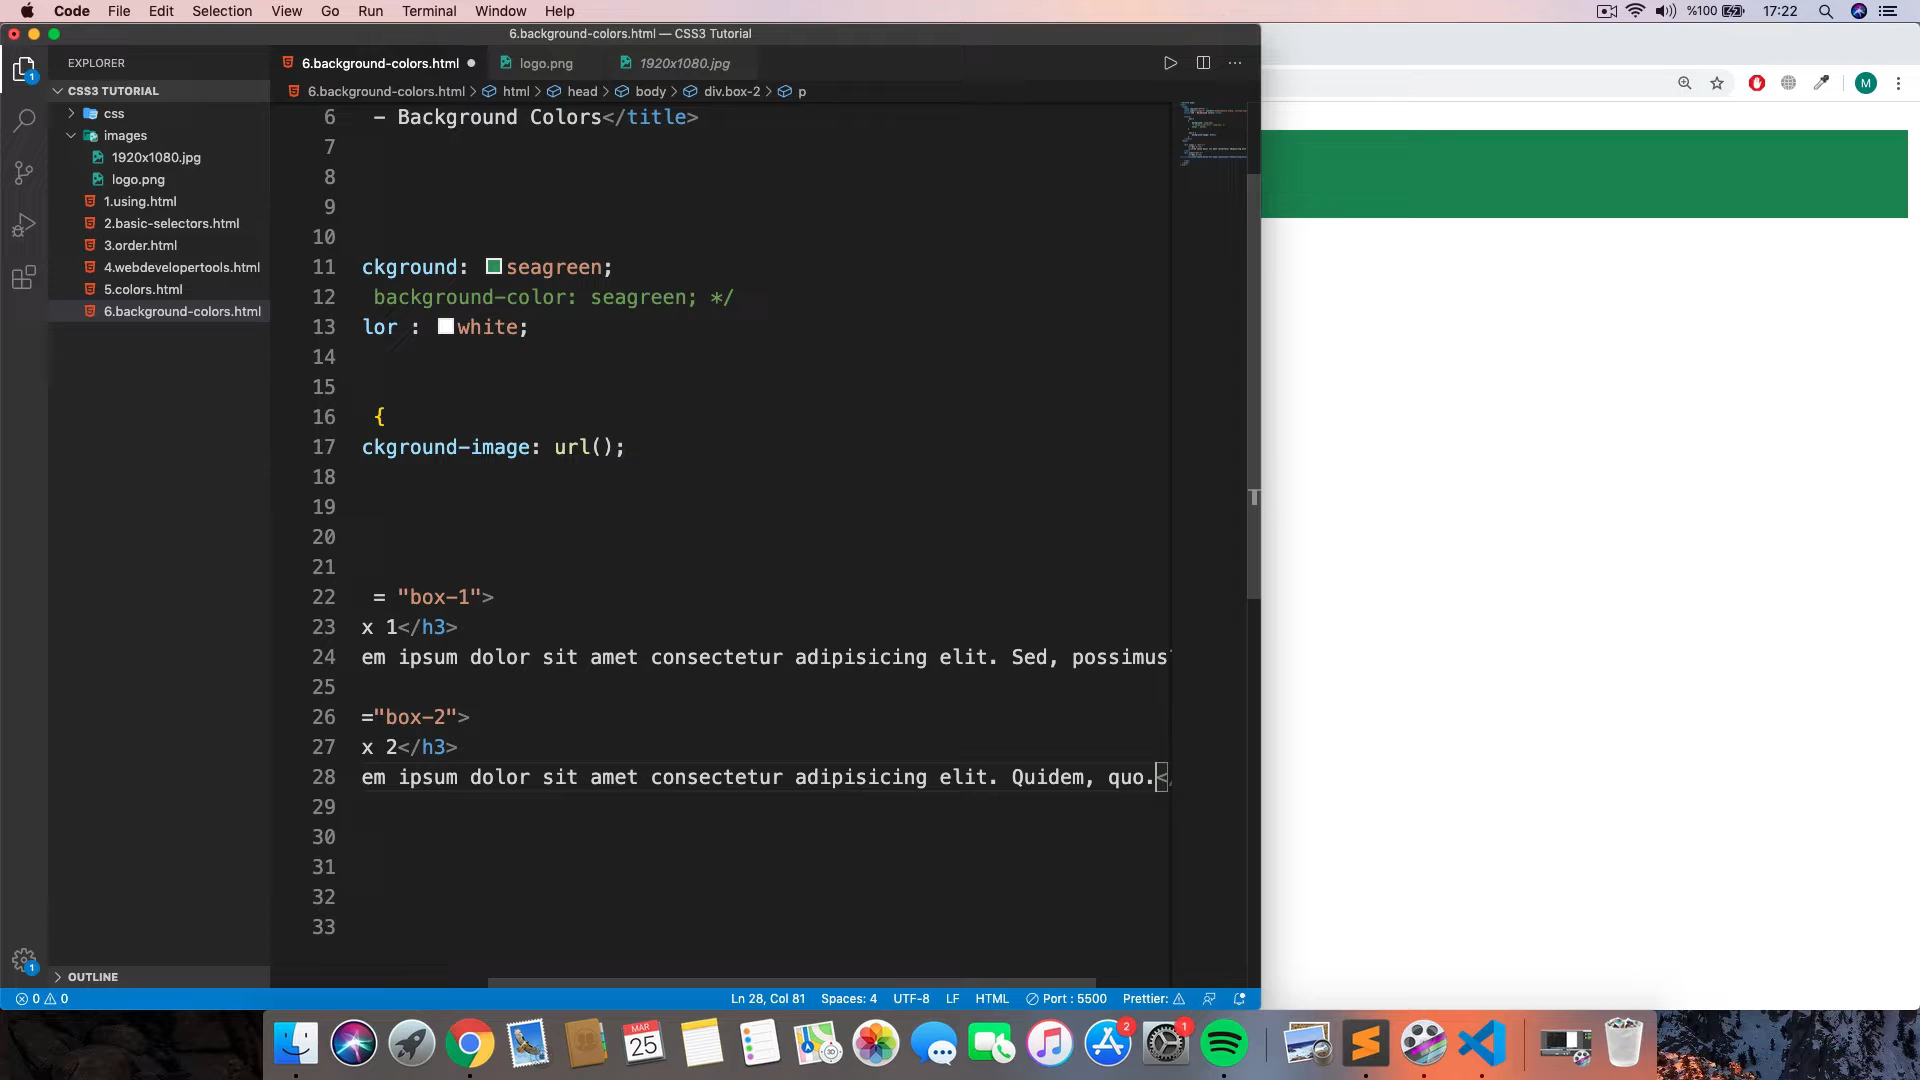 Code File Edit Selection View Go Run Terminal Window Help %100 17:22
6.background-colors.html — CSS3 Tutorial
EXPLORER 6.background-colors.html logo.png 1920x1080.jpg
CSS3 TUTORIAL 6.background-colors.html > html > head > body > div.box-2 > p
M
css
images
1920x1080.jpg
logo.png
1.using.html
2.basic-selectors.html
3.order.html
4.webdevelopertools.html
5.colors.html
6.background-colors.html
6 - Background Colors</title>
7
8
9
10
11 ckground: seagreen;
12 background-color: seagreen; */
13 lor : white;
14
15
16 {
17 ckground-image: url();
18
19
20
21
22 = "box-1">
23 x 1</h3>
24 em ipsum dolor sit amet consectetur adipisicing elit. Sed, possimus
25
26 ="box-2">
27 x 2</h3>
28 em ipsum dolor sit amet consectetur adipisicing elit. Quidem, quo.<
29
30
31
32
33
1
OUTLINE
1
0 0 Ln 28, Col 81 Spaces: 4 UTF-8 LF HTML Port : 5500 Prettier:
MAR
25
2
1